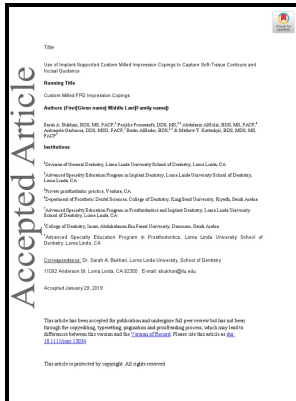 Check for updates
Accepted Article
Title
Use of Implant-Supported Custom Milled Impression Copings to Capture Soft-Tissue Contours and
Incisal Guidance
Running Title
Custom Milled FPD Impression Copings
Authors (First[Given name] Middle Last[Family name])
Sarah A. Bukhari, BDS, MS, FACP,
Abdulaziz AlHelal, BDS, MS, FACP,
Antoanela Garbacea, DDS, MSD, FACP,
& Mathew T. Kattadiyil, BDS, MDS, MS,
FACP
Institutions
Division of General Dentistry, Loma Linda University School of Dentistry, Loma Linda, CA
Advanced Specialty Education Program in Implant Dentistry, Loma Linda University School of Dentistry,
Loma Linda, CA
Private prosthodontic practice, Ventura, CA
Department of Prosthetic Dental Sciences, College of Dentistry, King Saud University, Riyadh, Saudi Arabia
Advanced Specialty Education Program in Prosthodontics and Implant Dentistry, Loma Linda University
School of Dentistry, Loma Linda, CA
College of Dentistry, Imam Abdulrahman Bin Faisal University, Dammam, Saudi Arabia
Advanced Specialty Education Program in Prosthodontics, Loma Linda University School of
Dentistry, Loma Linda, CA
Correspondence: Dr. Sarah A. Bukhari, Loma Linda University, School of Dentistry
11092 Anderson St. Loma Linda, CA 92350. E-mail: sbukhari@llu.edu.
Accepted January 29, 2019
This article has been accepted for publication and undergone full peer review but has not been
through the copyediting, typesetting, pagination and proofreading process, which may lead to
differences between this version and the Version of Record. Please cite this article as doi:
10.1111/jopr.13034.
This article is protected by copyright. All rights reserved.